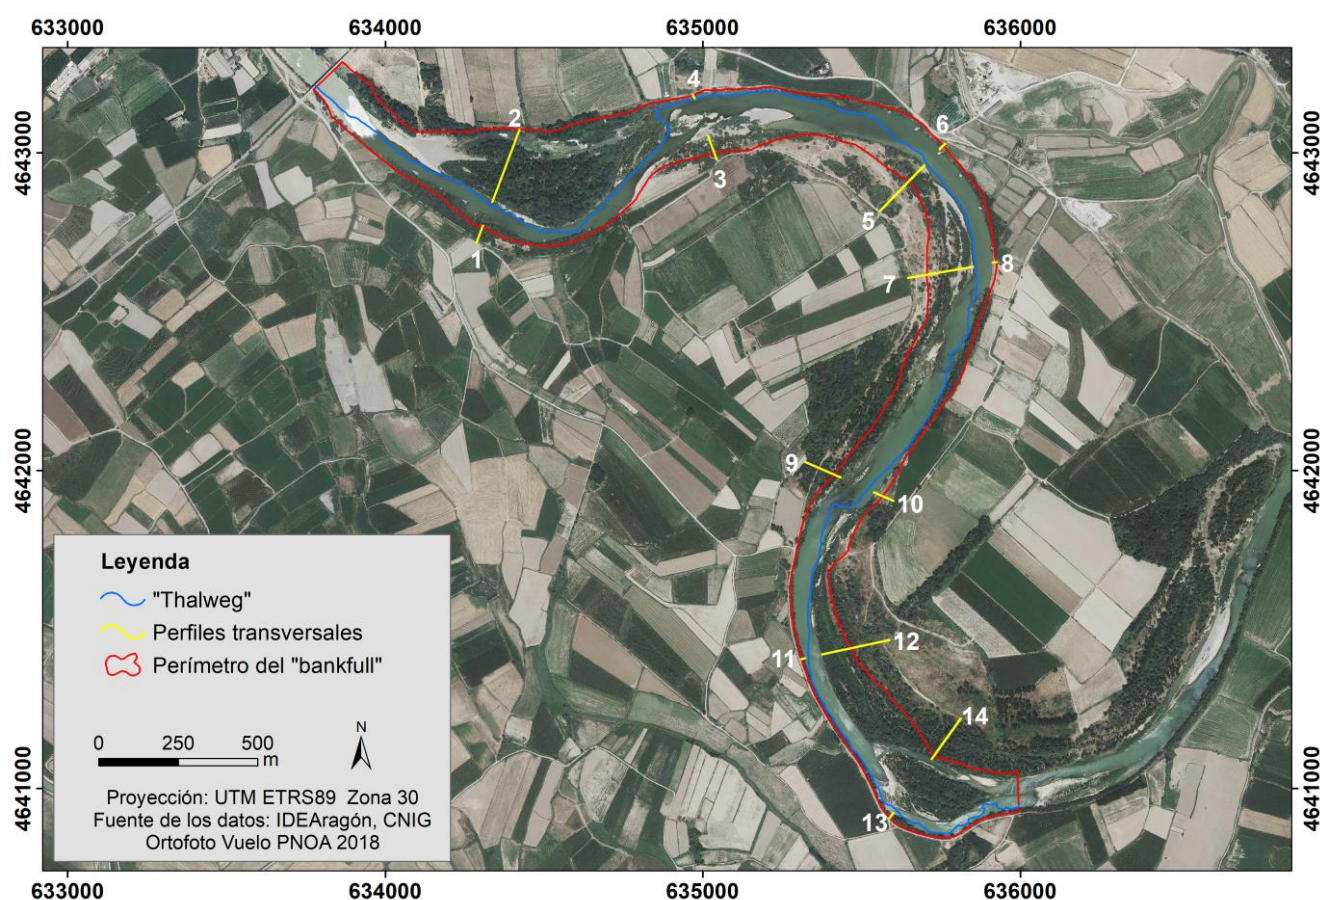 633000 634000 635000 636000
4643000 4643000
4642000 4642000
4641000 4641000
2
4
6
3
5
1
8
7
9
10
12
11
14
13
Leyenda
"Thalweg"
Perfiles transversales
Perímetro del "bankfull"
N
0 250 500
m
Proyección: UTM ETRS89 Zona 30
Fuente de los datos: IDEAragón, CNIG
Ortofoto Vuelo PNOA 2018
633000 634000 635000 636000